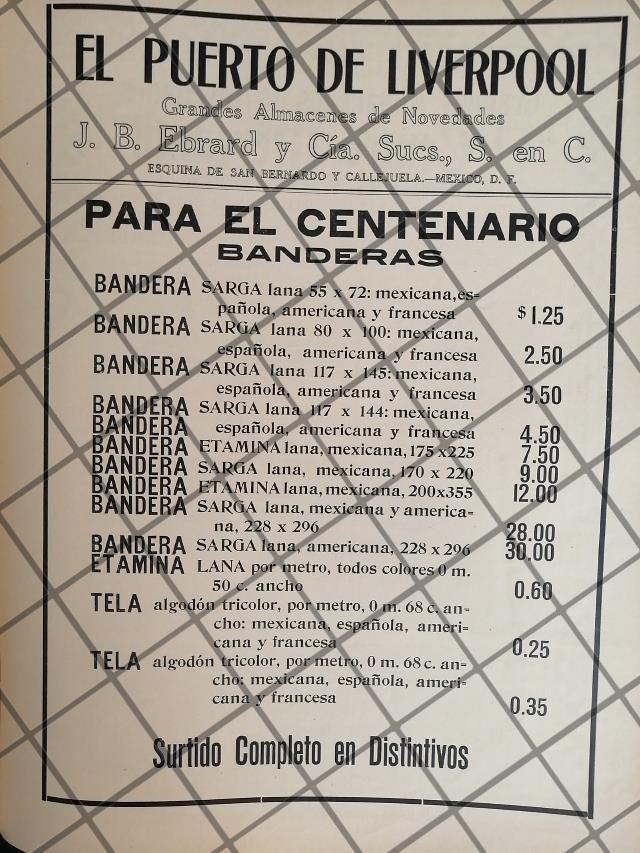 EL PUERTO DE LIVERPOOL
Grandes Almacenes de Novedades
J. B. Ebrard y Cía. Sucs., S. en C.
ESQUINA DE SAN BERNARDO Y CALLEJUELA.—MEXICO, D. F.
PARA EL CENTENARIO
BANDERAS
BANDERA SARGA lana 55 x 72: mexicana, es=
pañola, americana y francesa $ 1.25
BANDERA SARGA lana 80 x 100: mexicana,
española, americana y francesa 2.50
BANDERA SARGA lana 117 x 145: mexicana,
española, americana y francesa 3.50
BANDERA SARGA lana 117 x 144: mexicana,
BANDERA española, americana y francesa 4.50
BANDERA ETAMINA lana, mexicana, 175 x 225 7.50
BANDERA SARGA lana, mexicana, 170 x 220 9.00
BANDERA ETAMINA lana, mexicana, 200x355 12.00
BANDERA SARGA lana, mexicana y america=
na, 228 x 296 28.00
BANDERA SARGA lana, americana, 228 x 296 30.00
ETAMINA LANA por metro, todos colores 0 m.
50 c. ancho 0.60
TELA algodón tricolor, por metro, 0 m. 68 c. an=
cho: mexicana, española, ameri=
cana y francesa 0.25
TELA algodón tricolor, por metro, 0 m. 68 c. an=
cho: mexicana, española, ameri=
cana y francesa 0.35
Surtido Completo en Distintivos